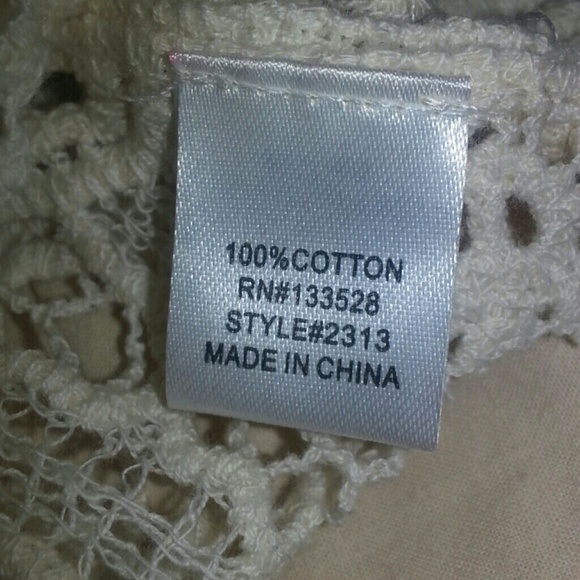 100%COTTON
RN#133528
STYLE#2313
MADE IN CHINA